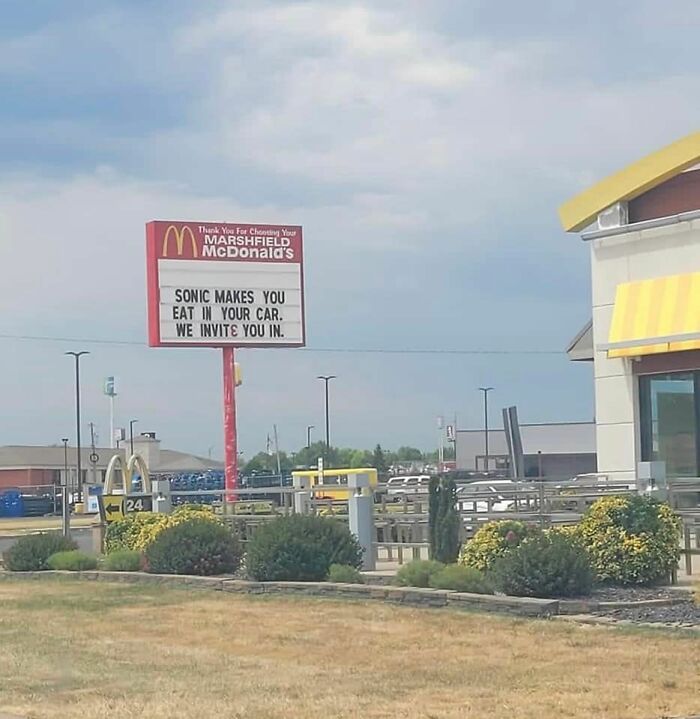 Thank You For Choosing Your
MARSHFIELD
McDonald's
SONIC MAKES YOU
EAT IN YOUR CAR.
WE INVITE YOU IN.
24